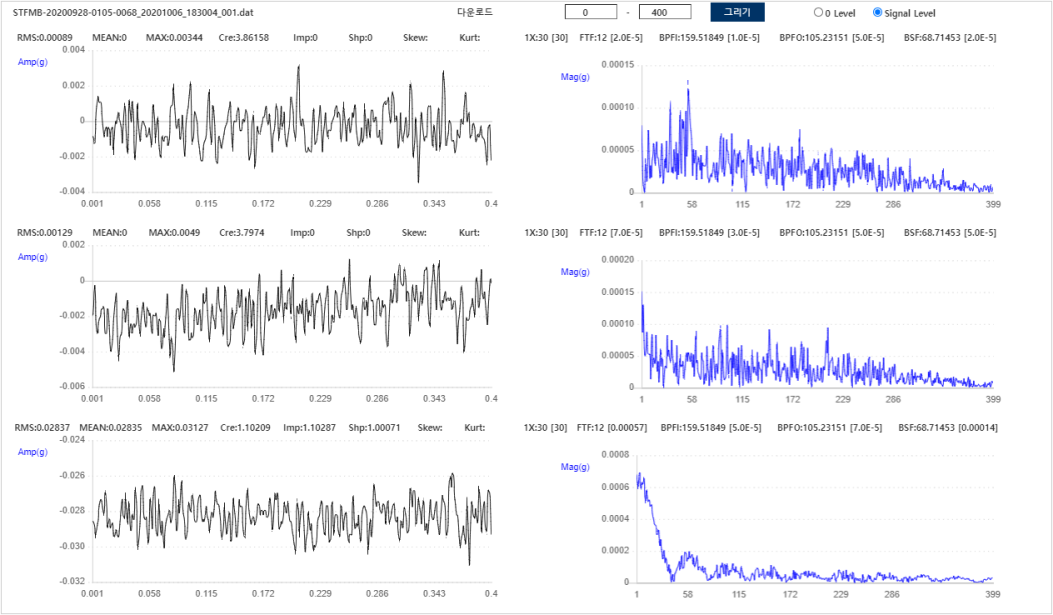 STFMB-20200928-0105-0068_20201006_183004_001.dat 다운로드 0 - 400 그리기 0 Level Signal Level
RMS:0.00089 MEAN:0 MAX:0.00344 Cre:3.86158 Imp:0 Shp:0 Skew: Kurt:
Amp(g)
0.004
0.002
0
-0.002
-0.004
0.001 0.058 0.115 0.172 0.229 0.286 0.343 0.4
1X:30 [30] FTF:12 [2.0E-5] BPFI:159.51849 [1.0E-5] BPFO:105.23151 [5.0E-5] BSF:68.71453 [2.0E-5]
Mag(g)
0.00015
0.00010
0.00005
0
1 58 115 172 229 286 399
RMS:0.00129 MEAN:0 MAX:0.0049 Cre:3.7974 Imp:0 Shp:0 Skew: Kurt:
Amp(g)
0.002
0
-0.002
-0.004
-0.006
0.001 0.058 0.115 0.172 0.229 0.286 0.343 0.4
1X:30 [30] FTF:12 [7.0E-5] BPFI:159.51849 [3.0E-5] BPFO:105.23151 [5.0E-5] BSF:68.71453 [5.0E-5]
Mag(g)
0.00020
0.00015
0.00010
0.00005
0
1 58 115 172 229 286 399
RMS:0.02837 MEAN:0.02835 MAX:0.03127 Cre:1.10209 Imp:1.10287 Shp:1.00071 Skew: Kurt:
Amp(g)
-0.024
-0.026
-0.028
-0.030
-0.032
0.001 0.058 0.115 0.172 0.229 0.286 0.343 0.4
1X:30 [30] FTF:12 [0.00057] BPFI:159.51849 [5.0E-5] BPFO:105.23151 [7.0E-5] BSF:68.71453 [0.00014]
Mag(g)
0.0008
0.0006
0.0004
0.0002
0
1 58 115 172 229 286 399